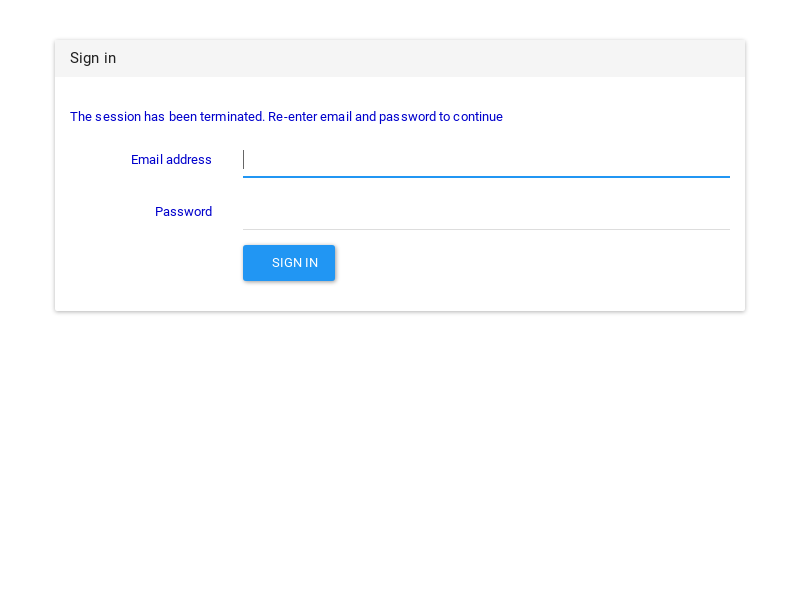 Sign in
The session has been terminated. Re-enter email and password to continue
Email address
Password
SIGN IN